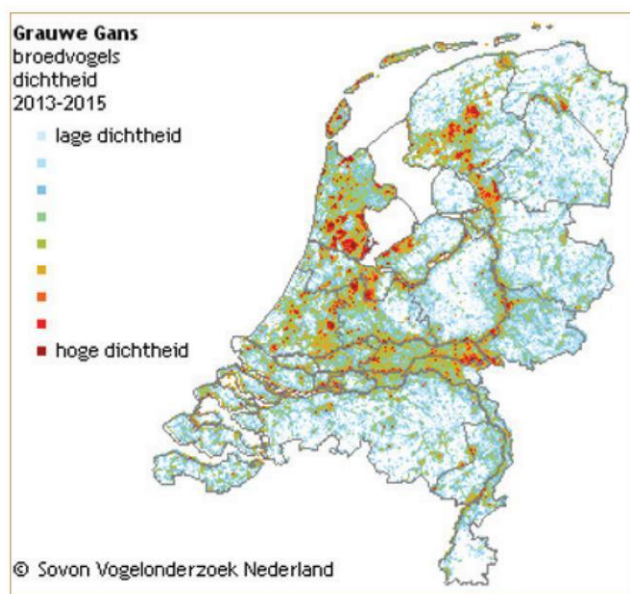 Grauwe Gans
broedvogels
dichtheid
2013-2015
lage dichtheid
hoge dichtheid
© Sovon Vogelonderzoek Nederland